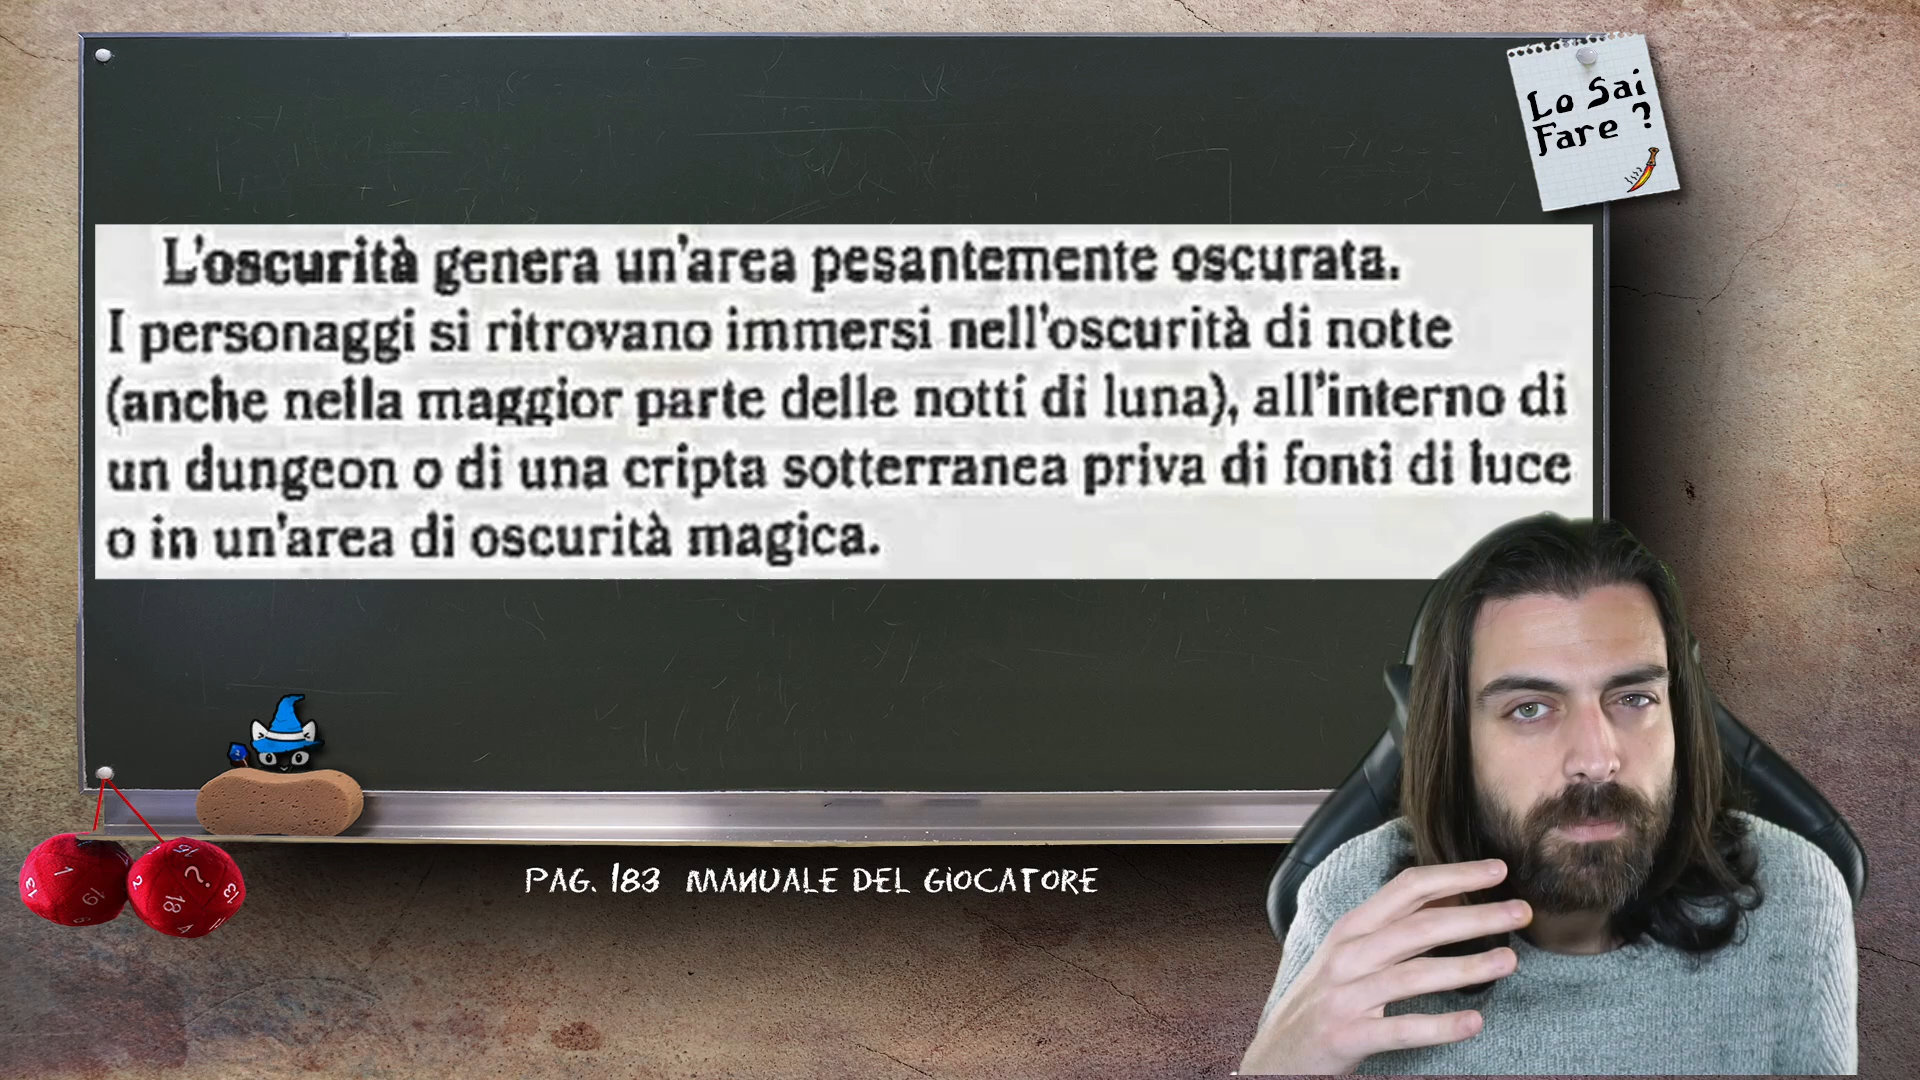 Lo Sai
Fare ?
L'oscurità genera un'area pesantemente oscurata.
I personaggi si ritrovano immersi nell'oscurità di notte
(anche nella maggior parte delle notti di luna), all'interno di
un dungeon o di una cripta sotterranea priva di fonti di luce
o in un'area di oscurità magica.
PAG. 183 MANUALE DEL GIOCATORE